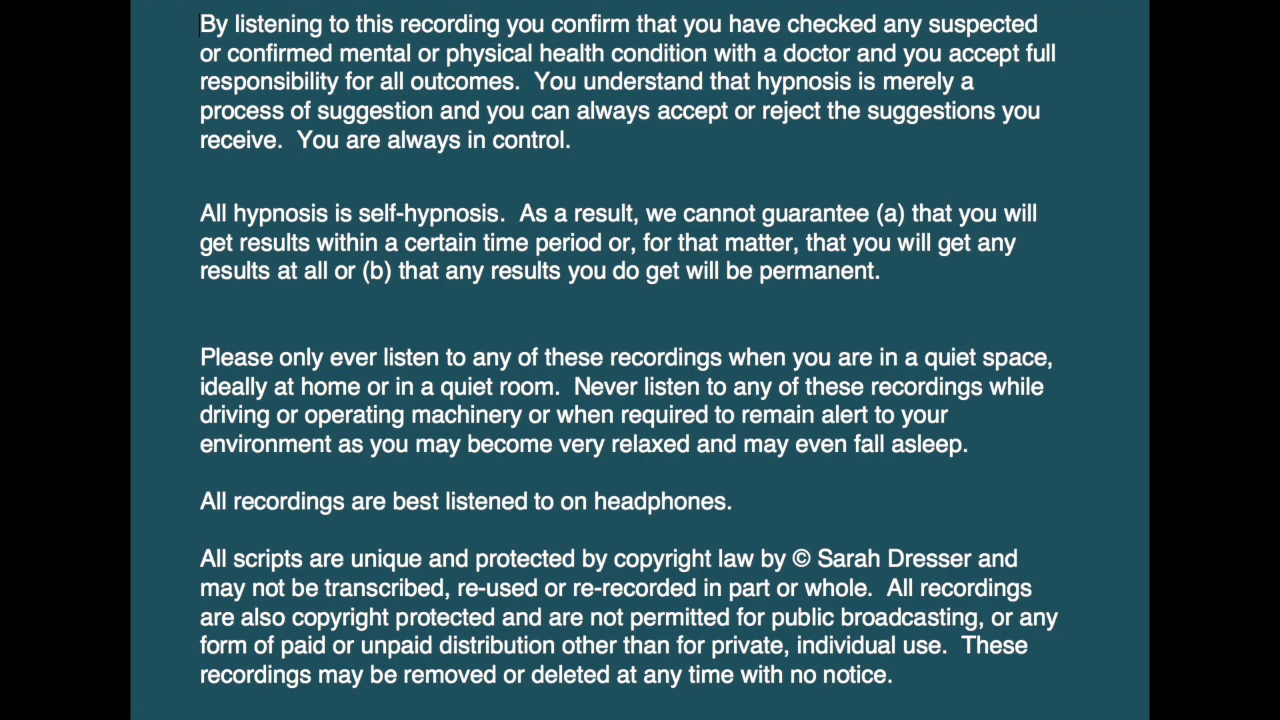 By listening to this recording you confirm that you have checked any suspected
or confirmed mental or physical health condition with a doctor and you accept full
responsibility for all outcomes.  You understand that hypnosis is merely a
process of suggestion and you can always accept or reject the suggestions you
receive.  You are always in control.
All hypnosis is self-hypnosis.  As a result, we cannot guarantee (a) that you will
get results within a certain time period or, for that matter, that you will get any
results at all or (b) that any results you do get will be permanent.
Please only ever listen to any of these recordings when you are in a quiet space,
ideally at home or in a quiet room.  Never listen to any of these recordings while
driving or operating machinery or when required to remain alert to your
environment as you may become very relaxed and may even fall asleep.
All recordings are best listened to on headphones.
All scripts are unique and protected by copyright law by © Sarah Dresser and
may not be transcribed, re-used or re-recorded in part or whole.  All recordings
are also copyright protected and are not permitted for public broadcasting, or any
form of paid or unpaid distribution other than for private, individual use.  These
recordings may be removed or deleted at any time with no notice.